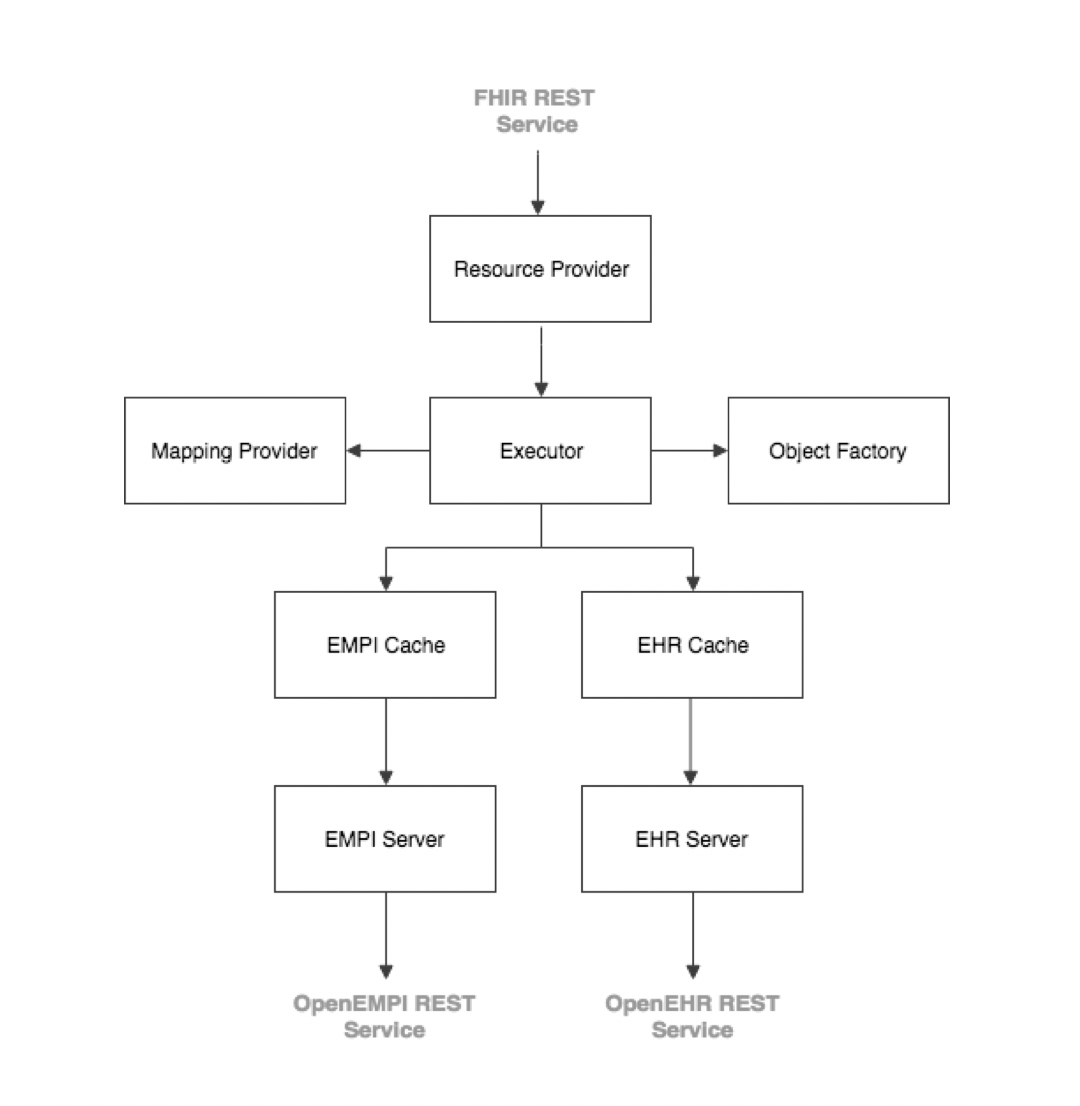 FHIR REST
Service
Resource Provider
Mapping Provider
Executor
Object Factory
EMPI Cache
EHR Cache
EMPI Server
EHR Server
OpenEMPI REST
Service
OpenEHR REST
Service